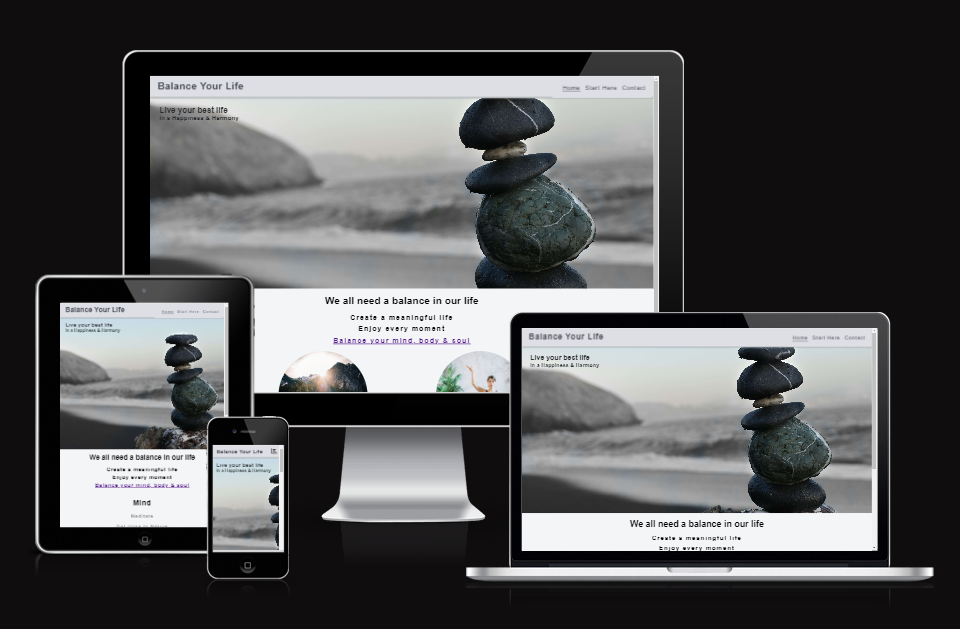 Balance Your Life
Home Start Here Contact
Live your best life
In a Happiness & Harmony
We all need a balance in our life
Create a meaningful life
Enjoy every moment
Balance your mind, body & soul
Balance Your Life
Home Start Here Contact
Live your best life
In a Happiness & Harmony
We all need a balance in our life
Create a meaningful life
Enjoy every moment
Balance your mind, body & soul
Mind
Meditate
Balance Your Life
Live your best life
In a Happiness & Harmony
Balance Your Life
Home Start Here Contact
Live your best life
In a Happiness & Harmony
We all need a balance in our life
Create a meaningful life
Enjoy every moment